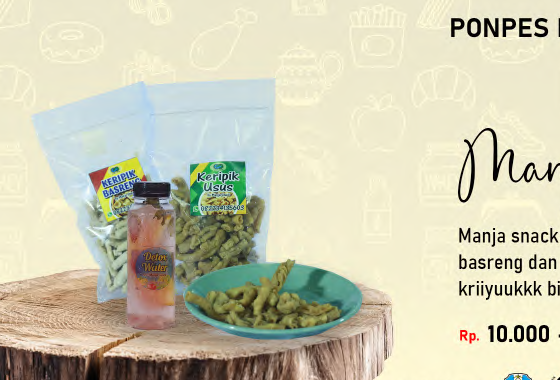 PONPES
Man
Manja snack
basreng dan
kriiyuukkk bi
Rp. 10.000
KERIPIK
BASRENG
Keripik
Usus
Detox
Water